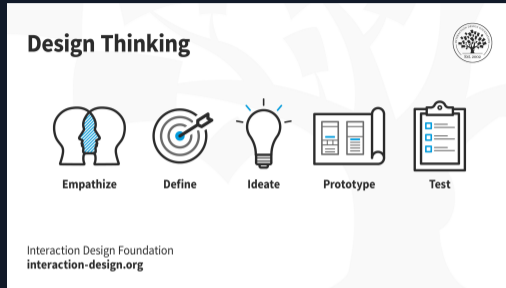 Design Thinking
Empathize
Define
Ideate
Prototype
Test
Interaction Design Foundation
interaction-design.org